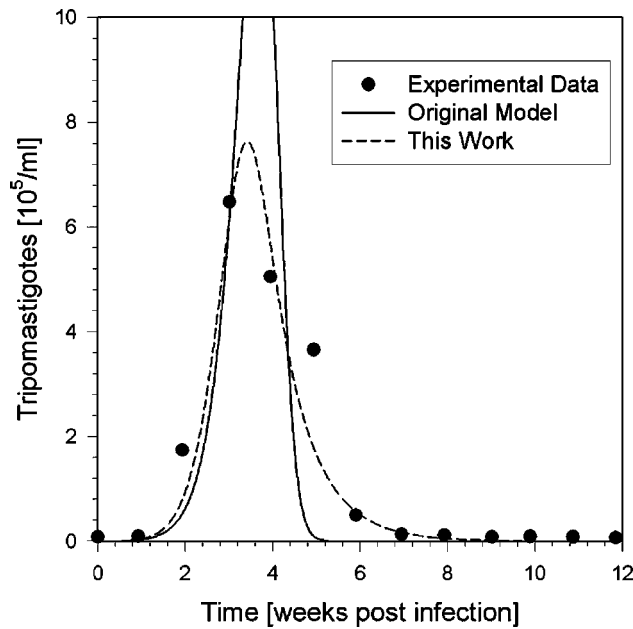 10
8
6
4
2
0
Tripomastigotes [10⁵/ml]
Experimental Data
Original Model
This Work
0 2 4 6 8 10 12
Time [weeks post infection]